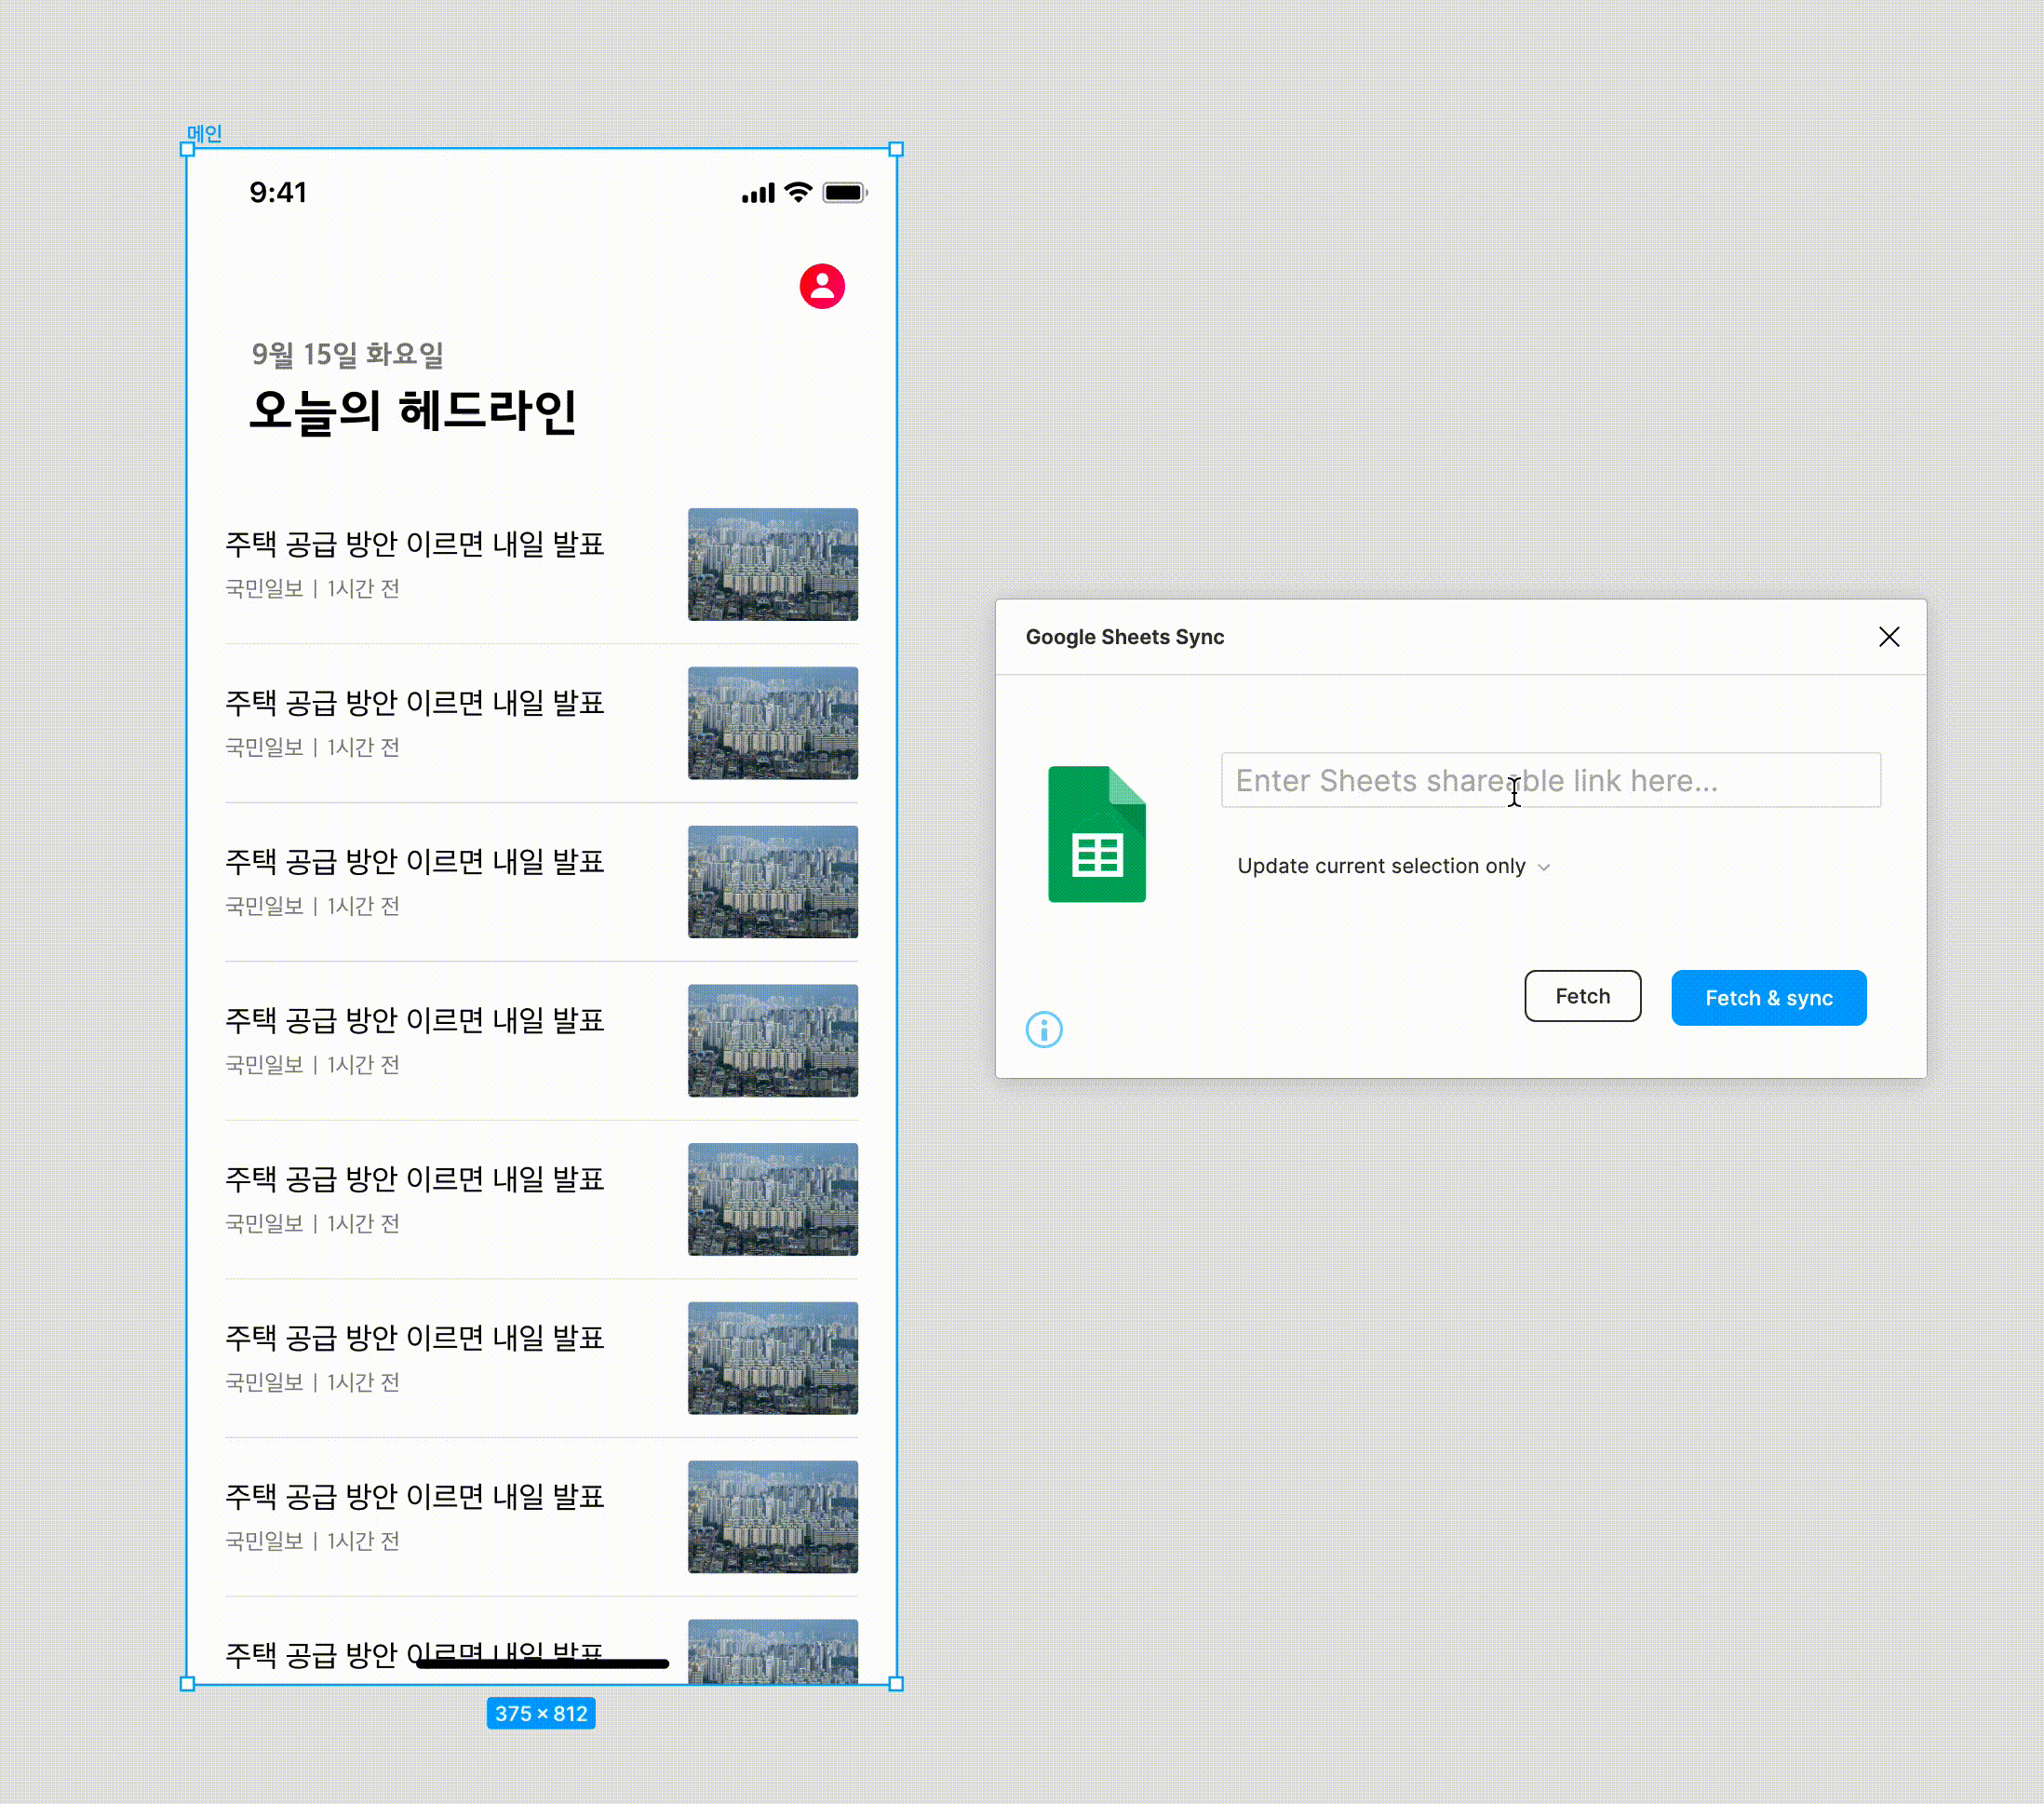 메인
9:41
9월 15일 화요일
오늘의 헤드라인
주택 공급 방안 이르면 내일 발표
국민일보 | 1시간 전
주택 공급 방안 이르면 내일 발표
국민일보 | 1시간 전
주택 공급 방안 이르면 내일 발표
국민일보 | 1시간 전
주택 공급 방안 이르면 내일 발표
국민일보 | 1시간 전
주택 공급 방안 이르면 내일 발표
국민일보 | 1시간 전
주택 공급 방안 이르면 내일 발표
국민일보 | 1시간 전
주택 공급 방안 이르면 내일 발표
국민일보 | 1시간 전
주택 공급 방안 이르면 내일 발표
375 × 812
Google Sheets Sync
Enter Sheets shareable link here...
Update current selection only
Fetch
Fetch & sync